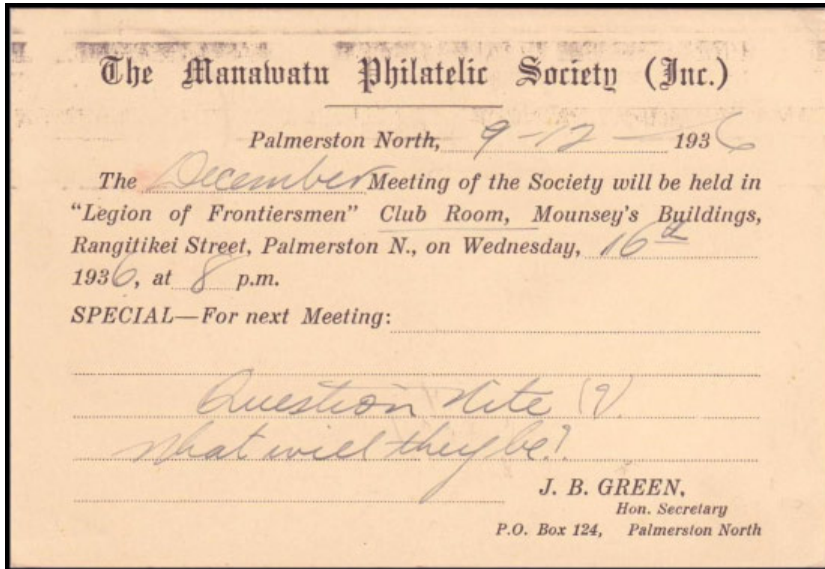 The Manawatu Philatelic Society (Inc.)
Palmerston North, 9-12-1936
The December Meeting of the Society will be held in
"Legion of Frontiersmen" Club Room, Mounsey's Buildings,
Rangitikei Street, Palmerston N., on Wednesday, 16th
1936, at 8 p.m.
SPECIAL—For next Meeting:
Question Nite (?)
What will they be?
J. B. GREEN,
Hon. Secretary
P.O. Box 124, Palmerston North